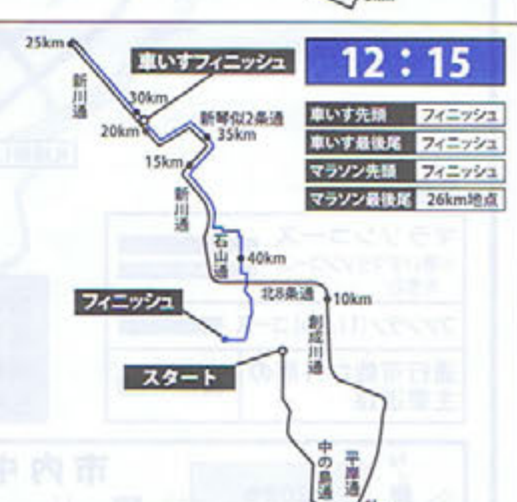 25km
車いすフィニッシュ
12：15
新川通
30km
20km
新琴似2条通
35km
車いす先頭 フィニッシュ
車いす最後尾 フィニッシュ
マラソン先頭 フィニッシュ
マラソン最後尾 26km地点
15km
新川通
石山通
40km
フィニッシュ
北8条通
10km
創成川通
スタート
中の島通
平岸通